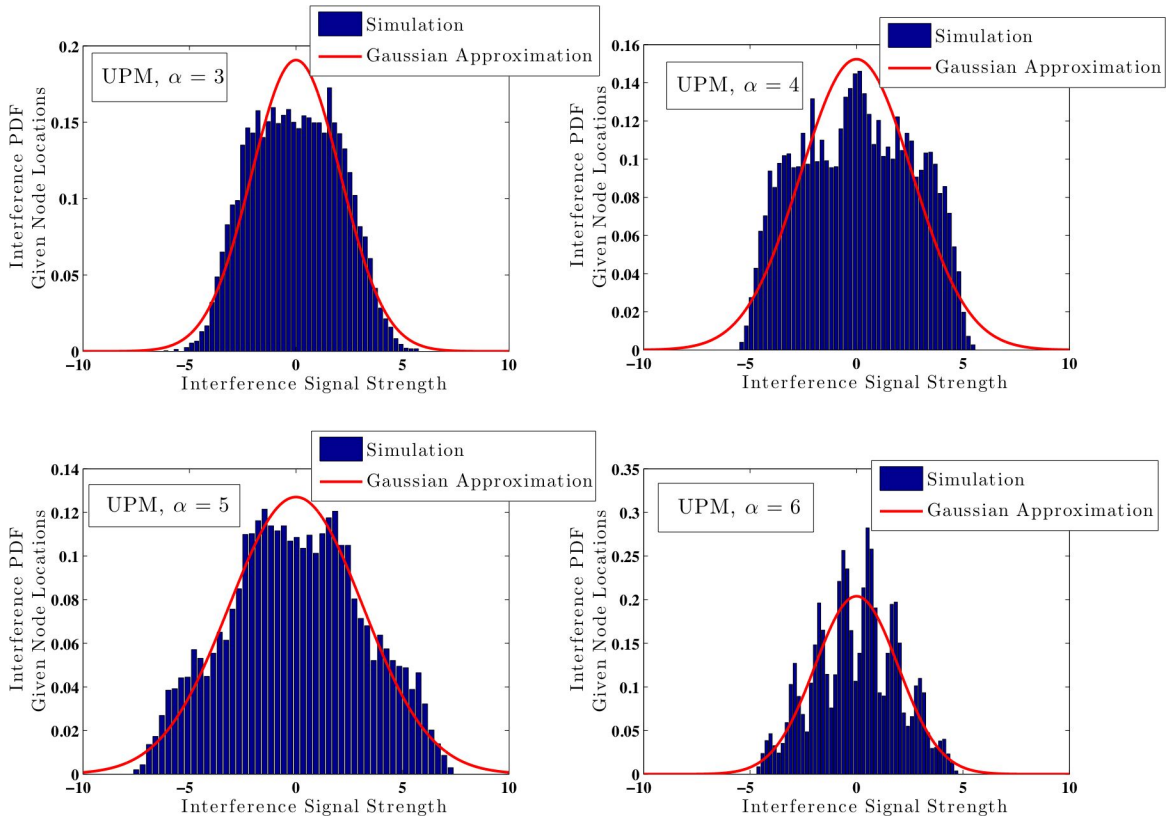 Simulation
Gaussian Approximation
UPM, α = 3
0.2
0.15
0.1
0.05
0
−10
−5
0
5
10
Interference Signal Strength
Interference PDF
Given Node Locations
Simulation
Gaussian Approximation
UPM, α = 4
0.16
0.14
0.12
0.1
0.08
0.06
0.04
0.02
0
−10
−5
0
5
10
Interference Signal Strength
Interference PDF
Given Node Locations
Simulation
Gaussian Approximation
UPM, α = 5
0.14
0.12
0.1
0.08
0.06
0.04
0.02
0
−10
−5
0
5
10
Interference Signal Strength
Interference PDF
Given Node Locations
Simulation
Gaussian Approximation
UPM, α = 6
0.35
0.3
0.25
0.2
0.15
0.1
0.05
0
−10
−5
0
5
10
Interference Signal Strength
Interference PDF
Given Node Locations